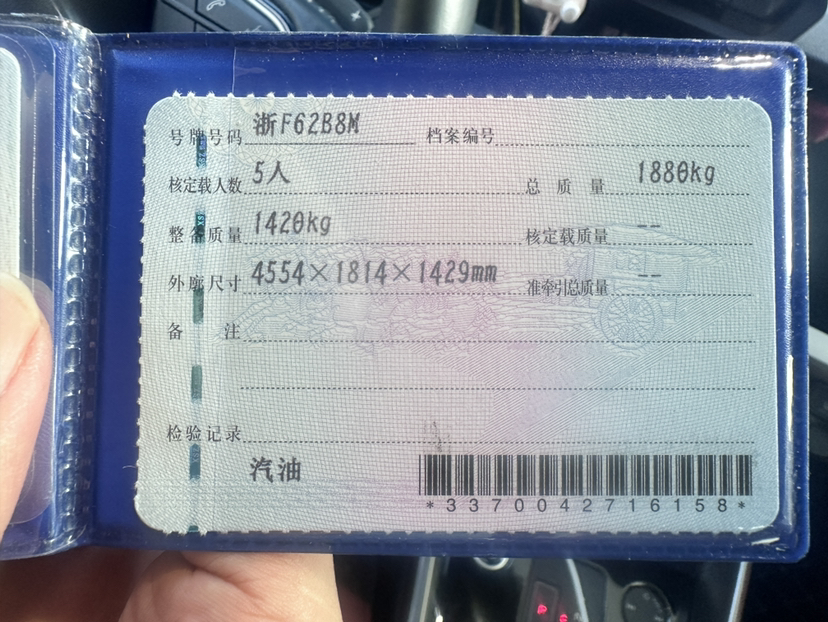 号牌号码 浙F62B8M 档案编号
核定载人数 5人 总质量 1880kg
整备质量 1420kg 核定载质量 --
外廓尺寸 4554×1814×1429mm 准牵引总质量 --
备注
检验记录
汽油
*3370042716158*